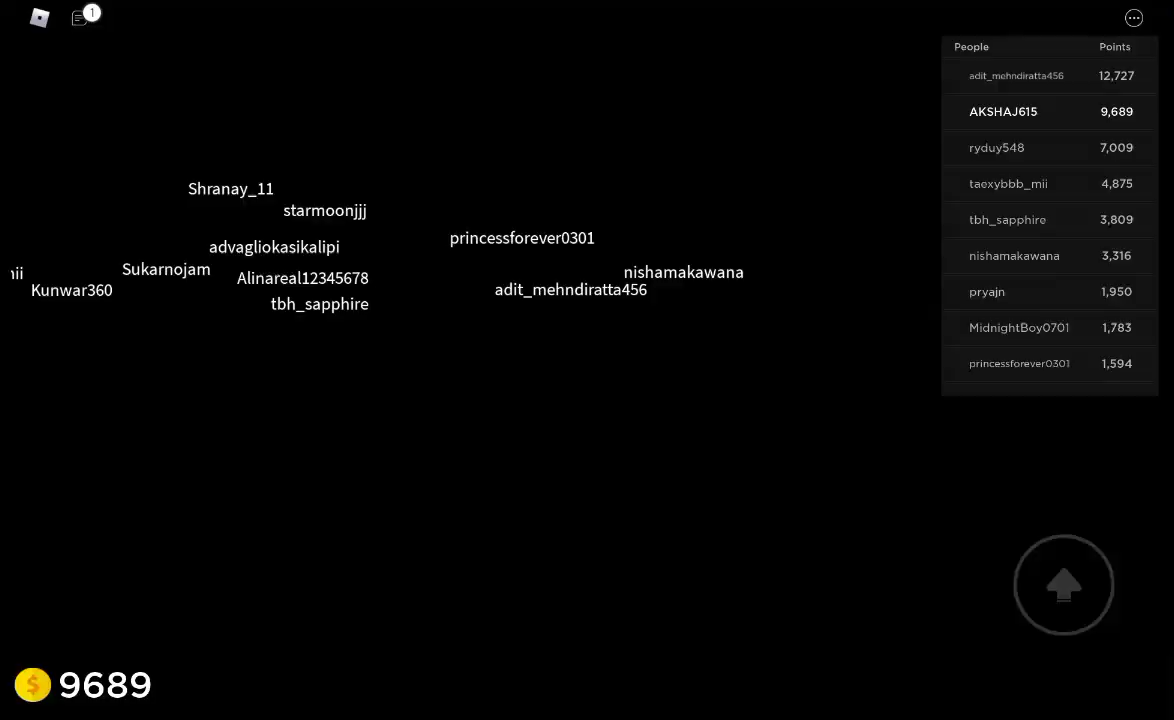 1
People Points
adit_mehndiratta456 12,727
AKSHAJ615 9,689
ryduy548 7,009
taexybbb_mii 4,875
tbh_sapphire 3,809
nishamakawana 3,316
pryajn 1,950
MidnightBoy0701 1,783
princessforever0301 1,594
Shranay_11
starmoonjjj
princessforever0301
advagliokasikalipi
Sukarnojam
nishamakawana
Alinareal12345678
Kunwar360
adit_mehndiratta456
tbh_sapphire
$ 9689